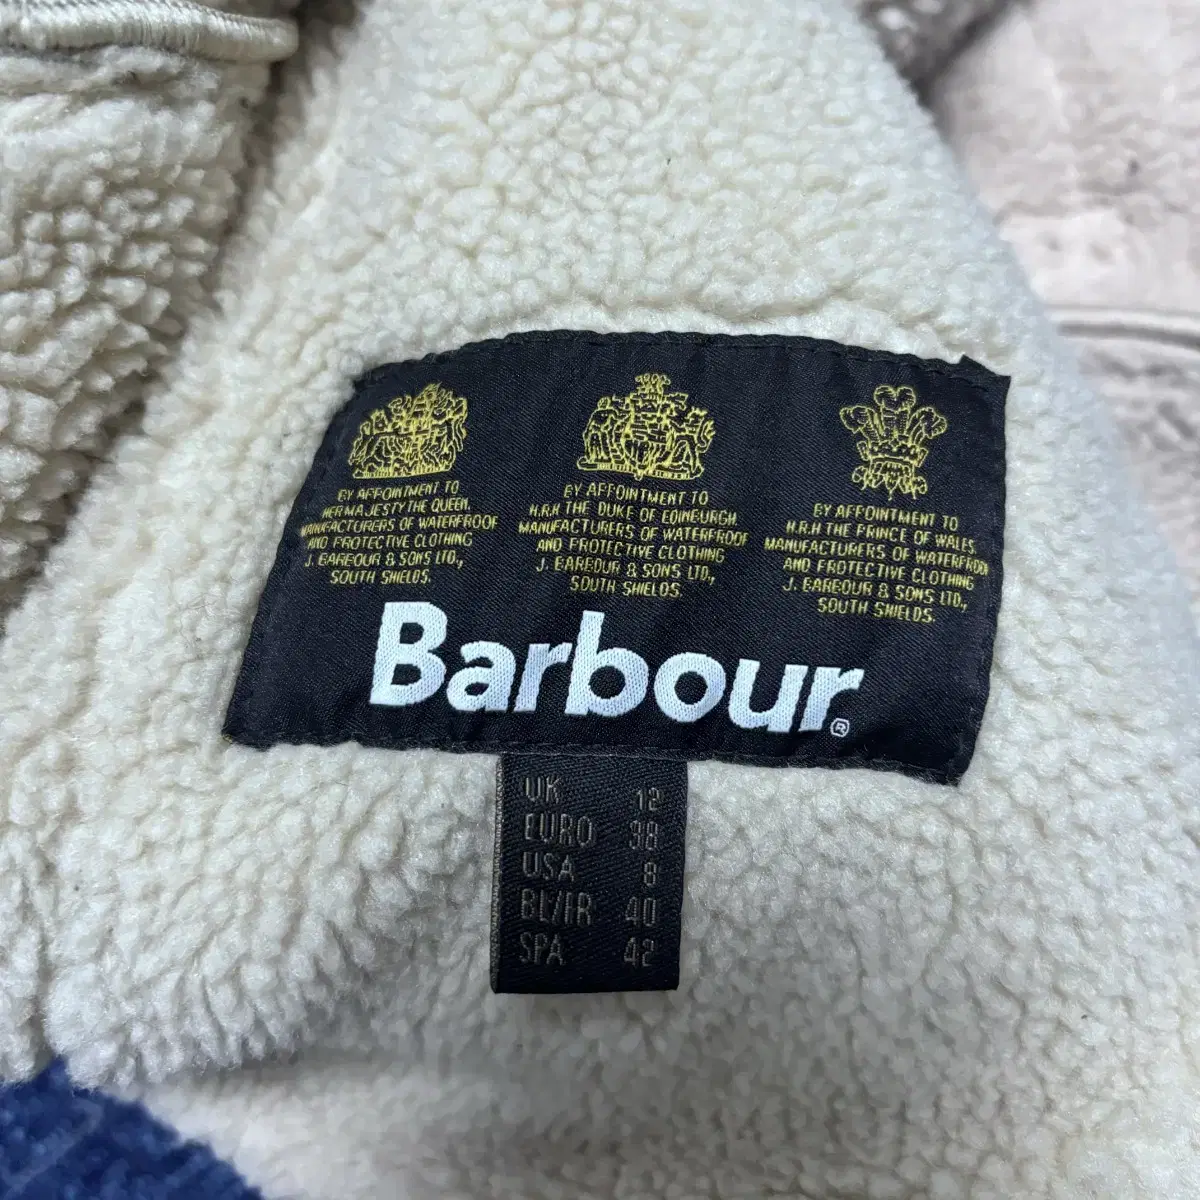 BY APPOINTMENT TO
HER MAJESTY THE QUEEN.
MANUFACTURERS OF WATERPROOF
AND PROTECTIVE CLOTHING
J. BARBOUR & SONS LTD.,
SOUTH SHIELDS.
BY APPOINTMENT TO
H.R.H THE DUKE OF EDINBURGH.
MANUFACTURERS OF WATERPROOF
AND PROTECTIVE CLOTHING
J. BARBOUR & SONS LTD.,
SOUTH SHIELDS.
BY APPOINTMENT TO
H.R.H THE PRINCE OF WALES
MANUFACTURERS OF WATERPROOF
AND PROTECTIVE CLOTHING
J. BARBOUR & SONS LTD.,
SOUTH SHIELDS.
Barbour®
UK 12
EURO 38
USA 8
BL/FR 40
SPA 42